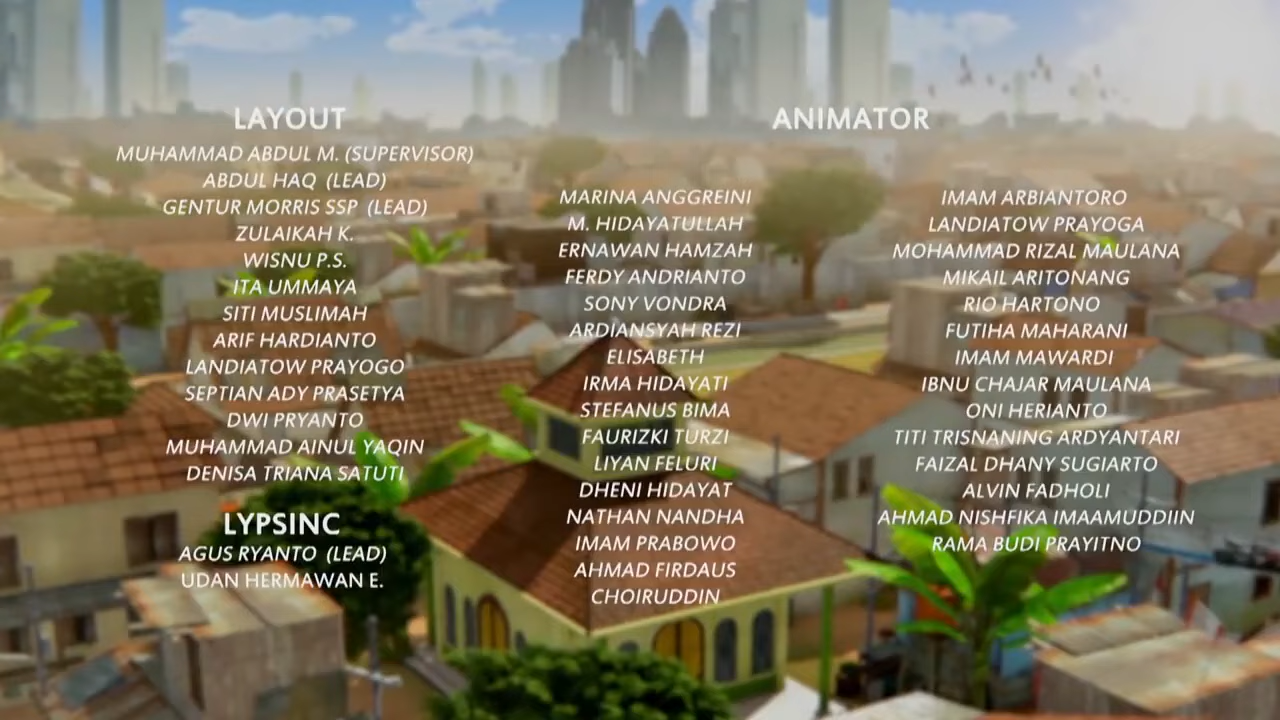 LAYOUT
MUHAMMAD ABDUL M. (SUPERVISOR)
ABDUL HAQ (LEAD)
GENTUR MORRIS SSP (LEAD)
ZULAIKAH K.
WISNU P.S.
ITA UMMAYA
SITI MUSLIMAH
ARIF HARDIANTO
LANDIATOW PRAYOGO
SEPTIAN ADY PRASETYA
DWI PRYANTO
MUHAMMAD AINUL YAQIN
DENISA TRIANA SATUTI
LYPSINC
AGUS RYANTO (LEAD)
UDAN HERMAWAN E.
ANIMATOR
MARINA ANGGREINI
M. HIDAYATULLAH
ERNAWAN HAMZAH
FERDY ANDRIANTO
SONY VONDRA
ARDIANSYAH REZI
ELISABETH
IRMA HIDAYATI
STEFANUS BIMA
FAURIZKI TURZI
LIYAN FELURI
DHENI HIDAYAT
NATHAN NANDHA
IMAM PRABOWO
AHMAD FIRDAUS
CHOIRUDDIN
IMAM ARBIANTORO
LANDIATOW PRAYOGA
MOHAMMAD RIZAL MAULANA
MIKAIL ARITONANG
RIO HARTONO
FUTIHA MAHARANI
IMAM MAWARDI
IBNU CHAJAR MAULANA
ONI HERIANTO
TITI TRISNANING ARDYANTARI
FAIZAL DHANY SUGIARTO
ALVIN FADHOLI
AHMAD NISHFIKA IMAAMUDDIIN
RAMA BUDI PRAYITNO